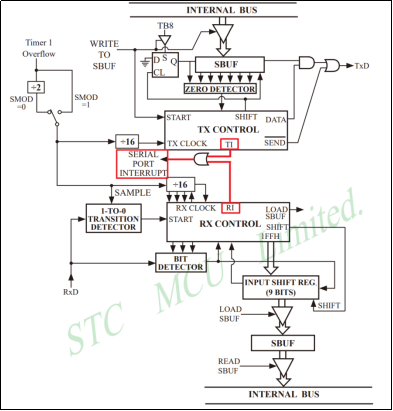 INTERNAL BUS
TB8
Timer 1
Overflow
WRITE
TO
SBUF
D S Q
CL
SBUF
TxD
÷2
SMOD
=0
SMOD
=1
ZERO DETECTOR
START
SHIFT
DATA
TX CONTROL
÷16
TX CLOCK
TI
SEND
SERIAL
PORT
INTERRUPT
÷16
SAMPLE
1-TO-0
TRANSITION
DETECTOR
RX CLOCK
RI
START
RX CONTROL
LOAD
SBUF
SHIFT
1FFH
RxD
BIT
DETECTOR
INPUT SHIFT REG.
(9 BITS)
LOAD
SBUF
SHIFT
SBUF
READ
SBUF
INTERNAL BUS
STC MCU Limited.